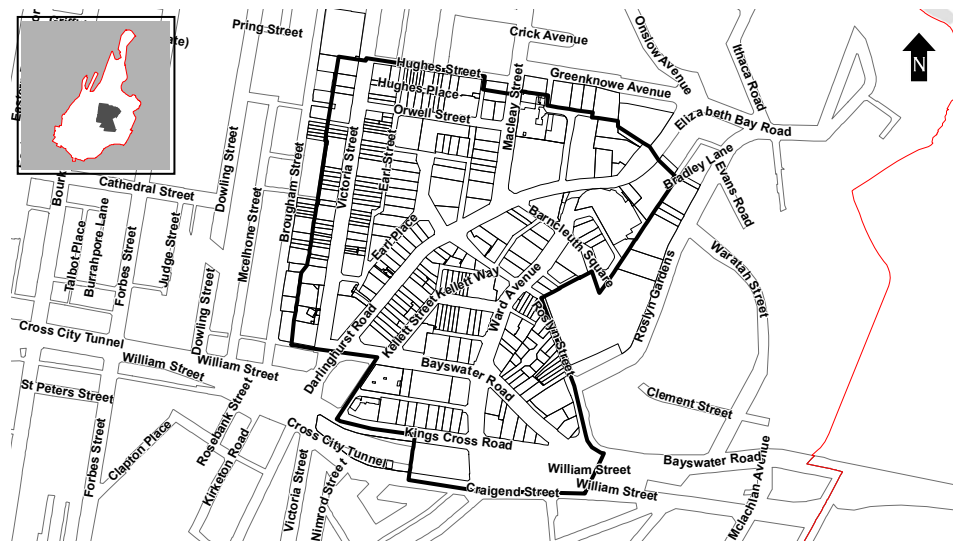 Pring Street
Crick Avenue
Onslow Avenue
Ithaca Road
N
Hughes Street
Hughes Place
Greenknowe Avenue
Macleay Street
Orwell Street
Elizabeth Bay Road
Bradley Lane
Evans Road
Dowling Street
Victoria Street
Earl Street
Brougham Street
Mcelhone Street
Cathedral Street
Bourk
Talbot Place
Burrahpore Lane
Forbes Street
Judge Street
Dowling Street
Earl Place
Barncleuth Square
Waratah Street
Roslyn Gardens
Kellett Way
Kellett Street
Ward Avenue
Roslyn Street
Darlinghurst Road
Cross City Tunnel
William Street
William Street
St Peters Street
Bayswater Road
Clement Street
Forbes Street
Clapton Place
Rosebank Street
Kirketon Road
Cross City Tunnel
Kings Cross Road
Victoria Street
Nimrod Street
William Street
Bayswater Road
Craigend Street
William Street
Mclachlan Avenue